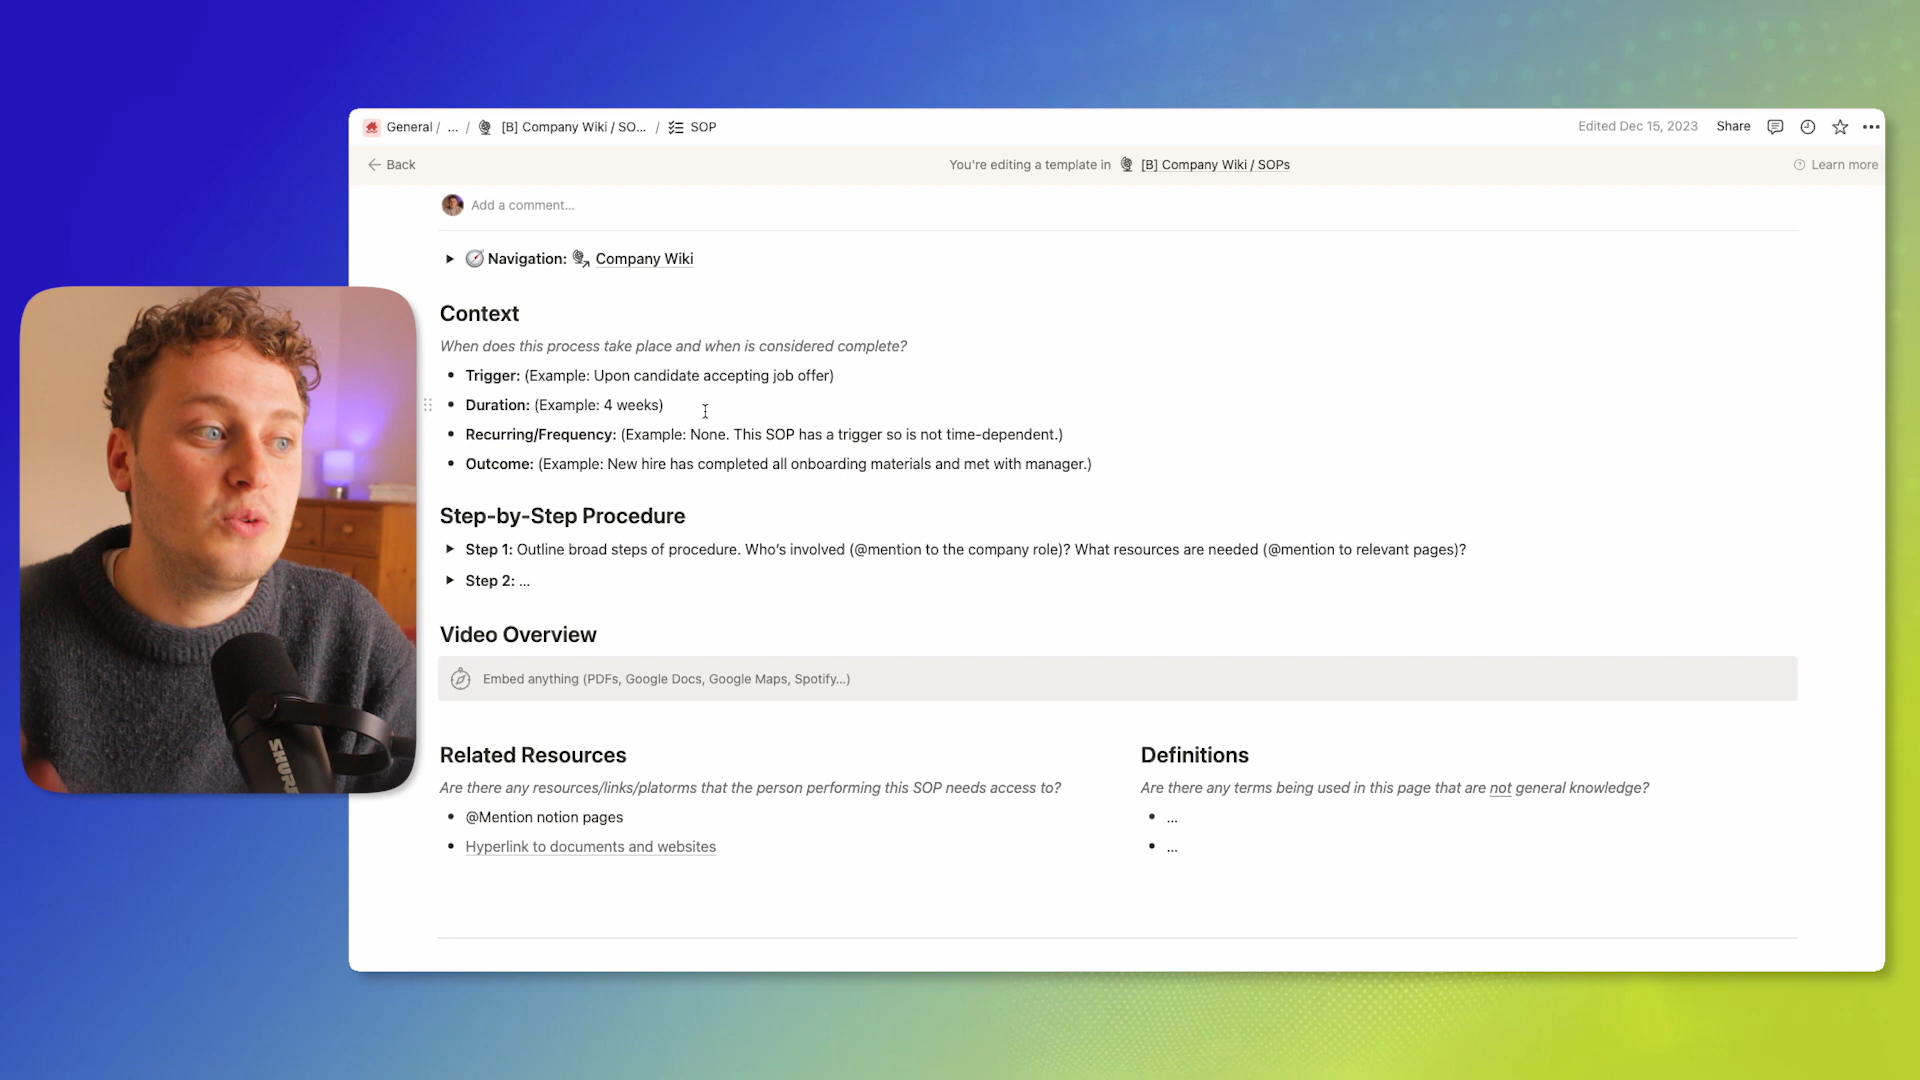 General / ... / [B] Company Wiki / SO... / SOP
Edited Dec 15, 2023 Share
Back
You're editing a template in [B] Company Wiki / SOPs
Learn more
Add a comment...
Navigation: Company Wiki
Context
When does this process take place and when is considered complete?
Trigger: (Example: Upon candidate accepting job offer)
Duration: (Example: 4 weeks)
Recurring/Frequency: (Example: None. This SOP has a trigger so is not time-dependent.)
Outcome: (Example: New hire has completed all onboarding materials and met with manager.)
Step-by-Step Procedure
Step 1: Outline broad steps of procedure. Who's involved (@mention to the company role)? What resources are needed (@mention to relevant pages)?
Step 2: ...
Video Overview
Embed anything (PDFs, Google Docs, Google Maps, Spotify...)
Related Resources
Are there any resources/links/platorms that the person performing this SOP needs access to?
@Mention notion pages
Hyperlink to documents and websites
Definitions
Are there any terms being used in this page that are not general knowledge?
...
...
SHURE